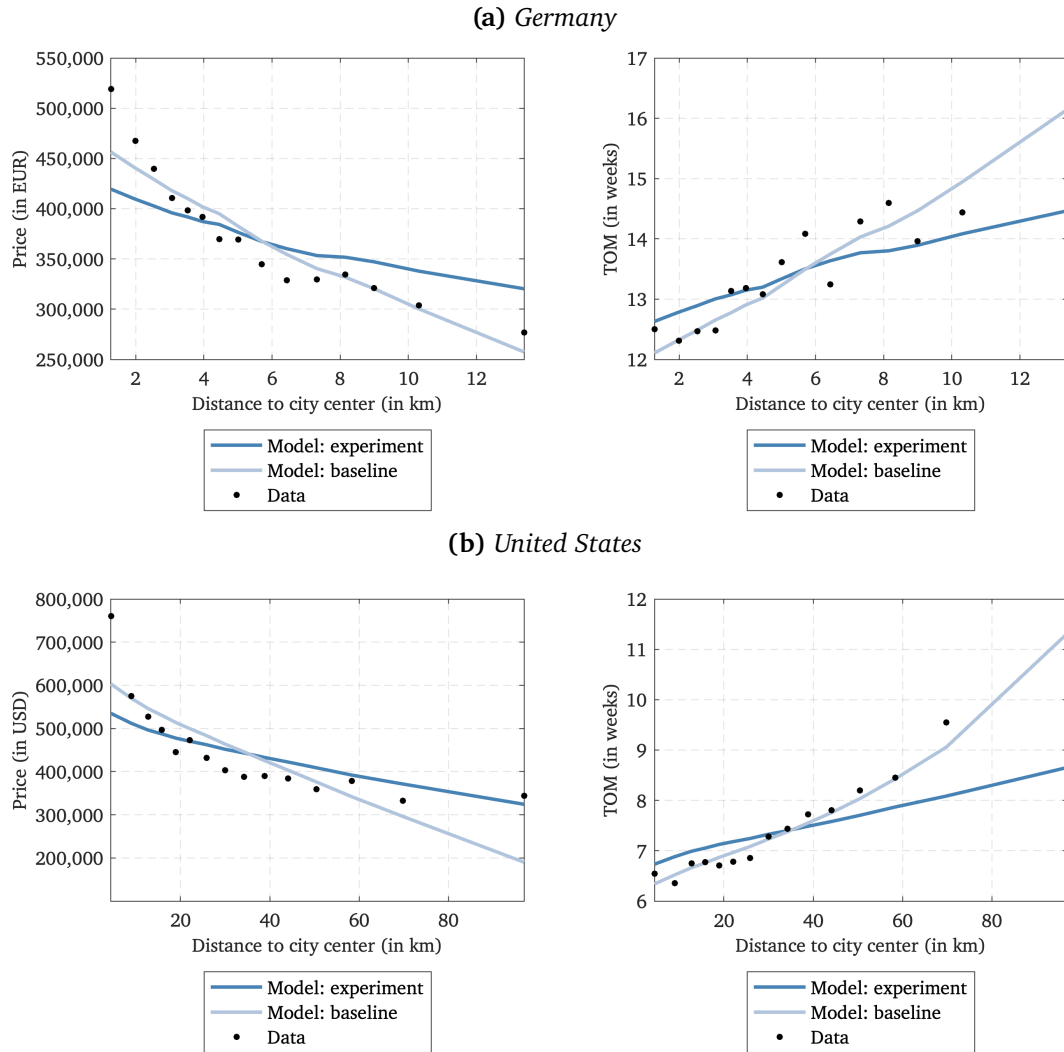 (a) Germany
550,000
500,000
450,000
400,000
350,000
300,000
250,000
Price (in EUR)
2 4 6 8 10 12
Distance to city center (in km)
Model: experiment
Model: baseline
Data
17
16
15
14
13
12
TOM (in weeks)
2 4 6 8 10 12
Distance to city center (in km)
Model: experiment
Model: baseline
Data
(b) United States
800,000
700,000
600,000
500,000
400,000
300,000
200,000
Price (in USD)
20 40 60 80
Distance to city center (in km)
Model: experiment
Model: baseline
Data
12
11
10
9
8
7
6
TOM (in weeks)
20 40 60 80
Distance to city center (in km)
Model: experiment
Model: baseline
Data